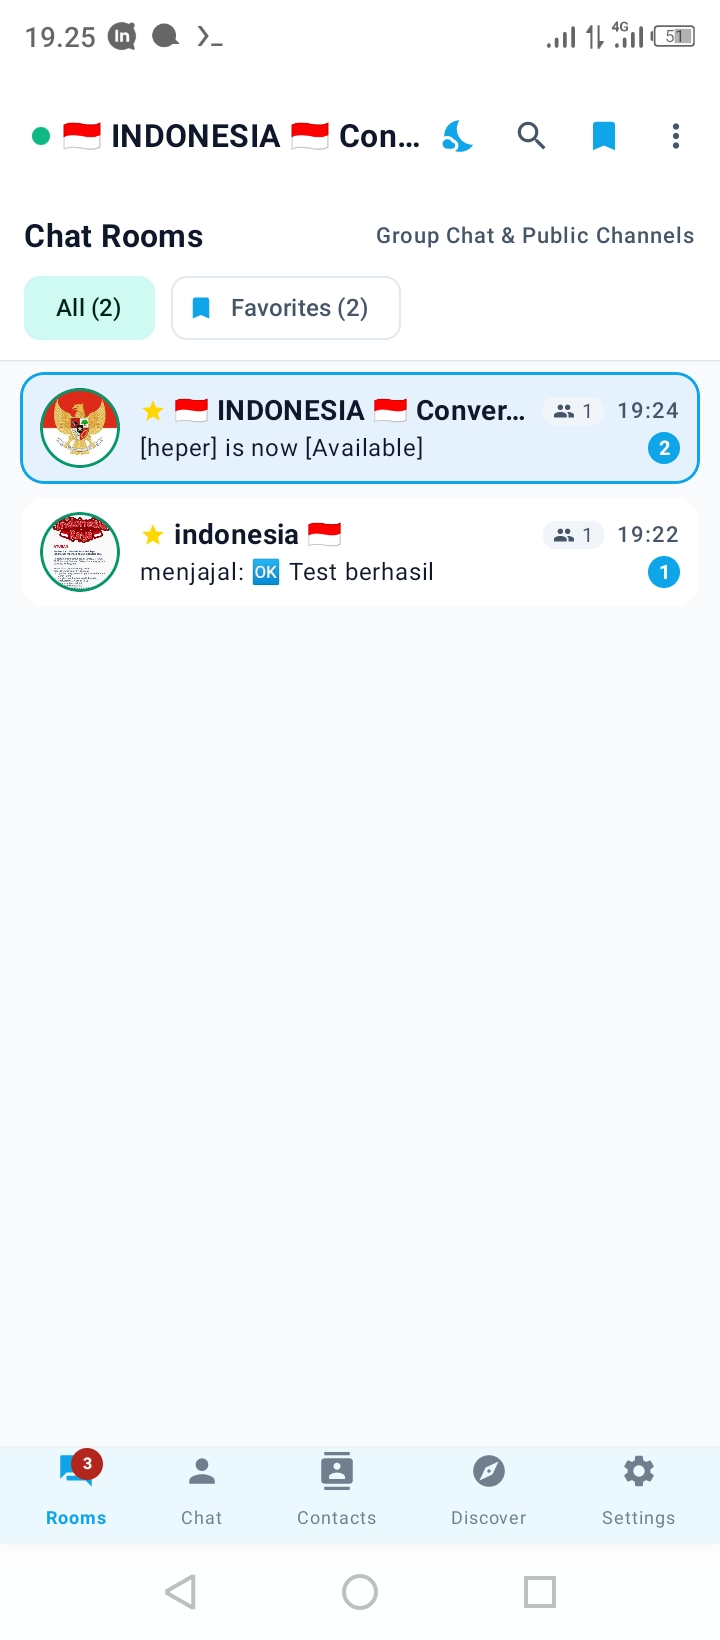 19.25
4G
51
🇮🇩 INDONESIA 🇮🇩 Con...
Chat Rooms
Group Chat & Public Channels
All (2)
Favorites (2)
🇮🇩 INDONESIA 🇮🇩 Conver...
1
19:24
[heper] is now [Available]
2
indonesia 🇮🇩
1
19:22
menjajal: 🆗 Test berhasil
1
3
Rooms
Chat
Contacts
Discover
Settings